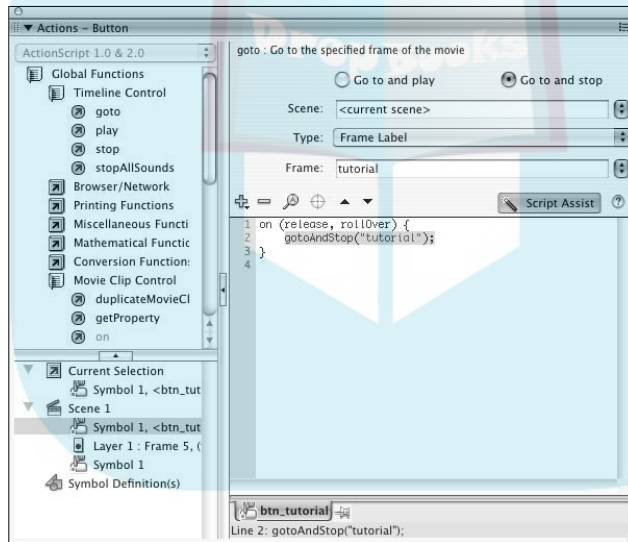 Actions - Button
ActionScript 1.0 & 2.0
Global Functions
Timeline Control
goto
play
stop
stopAllSounds
Browser/Network
Printing Functions
Miscellaneous Functi
Mathematical Functic
Conversion Function:
Movie Clip Control
duplicateMovieCl
getProperty
on
Current Selection
Symbol 1, <btn_tut
Scene 1
Symbol 1, <btn_tut
Layer 1 : Frame 5, (
Symbol 1
Symbol Definition(s)
goto : Go to the specified frame of the movie
Drop Books
Go to and play
Go to and stop
Scene: <current scene>
Type: Frame Label
Frame: tutorial
Script Assist
1 on (release, rollOver) {
2 gotoAndStop("tutorial");
3 }
4
btn_tutorial
Line 2: gotoAndStop("tutorial");